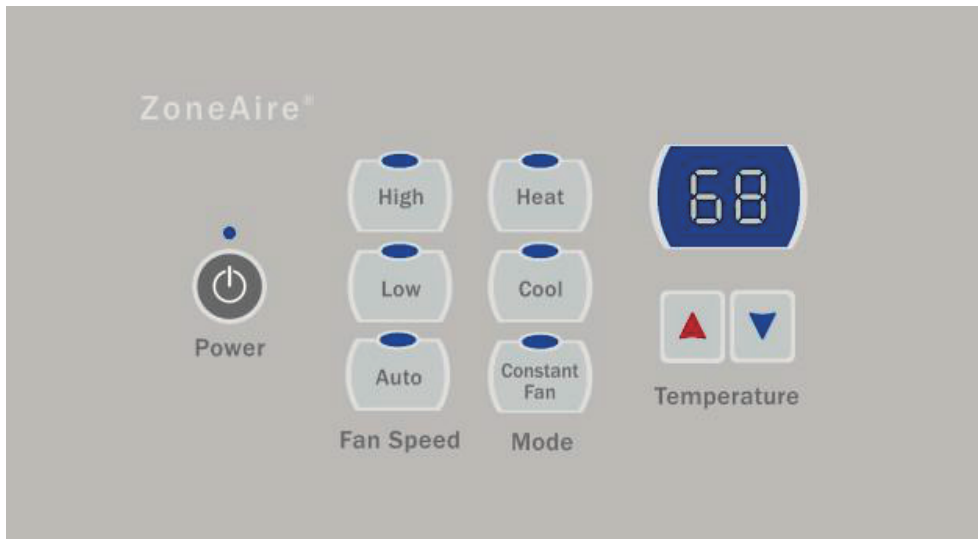 ZoneAire®
High
Heat
68
Low
Cool
Power
Auto
Constant
Fan
Temperature
Fan Speed
Mode